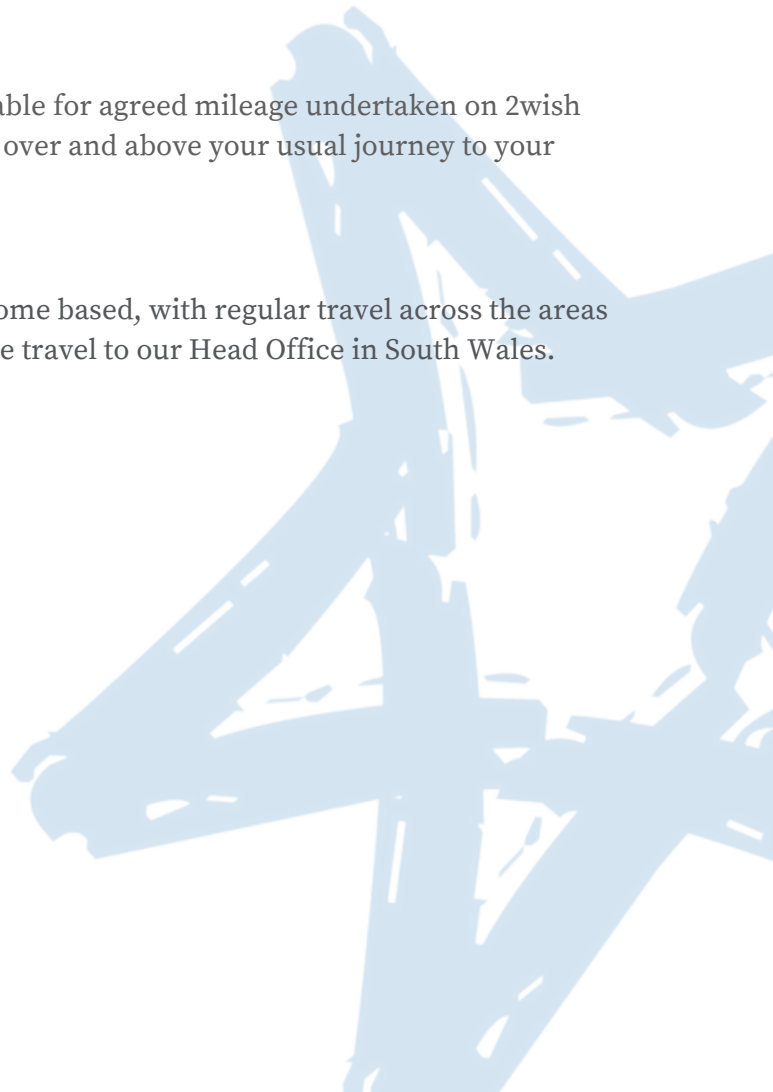 able for agreed mileage undertaken on 2wish
over and above your usual journey to your
ome based, with regular travel across the areas
e travel to our Head Office in South Wales.